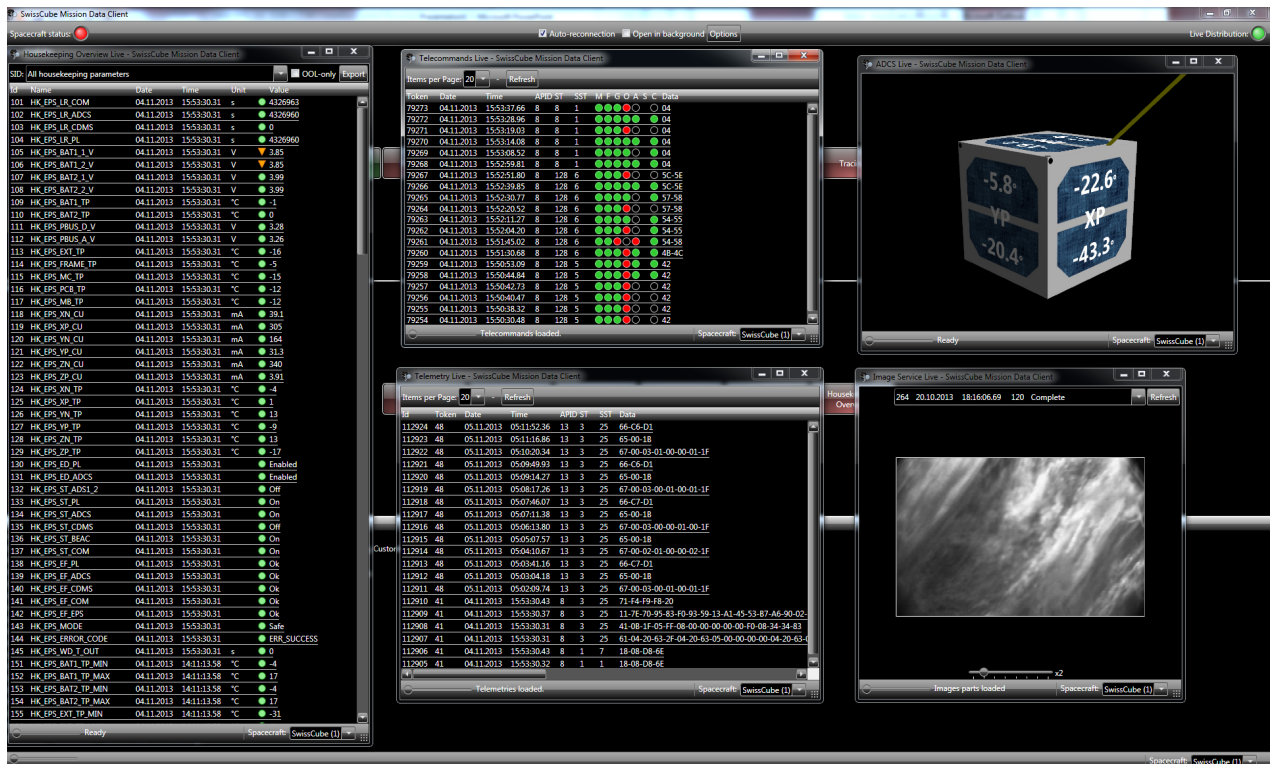 SwissCube Mission Data Client
Spacecraft status:
Auto-reconnection Open in background Options
Live Distribution:
Housekeeping Overview Live - SwissCube Mission Data Client
SID: All housekeeping parameters OOL-only Export
Id Name Date Time Unit Value
101 HK_EPS_LR_COM 04.11.2013 15:53:30.31 s 4326963
102 HK_EPS_LR_ADCS 04.11.2013 15:53:30.31 s 4326960
103 HK_EPS_LR_CDMS 04.11.2013 15:53:30.31 s 0
104 HK_EPS_LR_PL 04.11.2013 15:53:30.31 s 4326960
105 HK_EPS_BAT1_1_V 04.11.2013 15:53:30.31 V 3.85
106 HK_EPS_BAT1_2_V 04.11.2013 15:53:30.31 V 3.85
107 HK_EPS_BAT2_1_V 04.11.2013 15:53:30.31 V 3.99
108 HK_EPS_BAT2_2_V 04.11.2013 15:53:30.31 V 3.99
109 HK_EPS_BAT1_TP 04.11.2013 15:53:30.31 °C -1
110 HK_EPS_BAT2_TP 04.11.2013 15:53:30.31 °C 0
111 HK_EPS_PBUS_D_V 04.11.2013 15:53:30.31 V 3.28
112 HK_EPS_PBUS_A_V 04.11.2013 15:53:30.31 V 3.26
113 HK_EPS_EXT_TP 04.11.2013 15:53:30.31 °C -16
114 HK_EPS_FRAME_TP 04.11.2013 15:53:30.31 °C -5
115 HK_EPS_MC_TP 04.11.2013 15:53:30.31 °C -15
116 HK_EPS_PCB_TP 04.11.2013 15:53:30.31 °C -12
117 HK_EPS_MB_TP 04.11.2013 15:53:30.31 °C -12
118 HK_EPS_XN_CU 04.11.2013 15:53:30.31 mA 39.1
119 HK_EPS_XP_CU 04.11.2013 15:53:30.31 mA 305
120 HK_EPS_YN_CU 04.11.2013 15:53:30.31 mA 164
121 HK_EPS_YP_CU 04.11.2013 15:53:30.31 mA 31.3
122 HK_EPS_ZN_CU 04.11.2013 15:53:30.31 mA 340
123 HK_EPS_ZP_CU 04.11.2013 15:53:30.31 mA 3.91
124 HK_EPS_XN_TP 04.11.2013 15:53:30.31 °C -4
125 HK_EPS_XP_TP 04.11.2013 15:53:30.31 °C 1
126 HK_EPS_YN_TP 04.11.2013 15:53:30.31 °C 13
127 HK_EPS_YP_TP 04.11.2013 15:53:30.31 °C -9
128 HK_EPS_ZN_TP 04.11.2013 15:53:30.31 °C 13
129 HK_EPS_ZP_TP 04.11.2013 15:53:30.31 °C -17
130 HK_EPS_ED_PL 04.11.2013 15:53:30.31 Enabled
131 HK_EPS_ED_ADCS 04.11.2013 15:53:30.31 Enabled
132 HK_EPS_ST_ADS1_2 04.11.2013 15:53:30.31 Off
133 HK_EPS_ST_PL 04.11.2013 15:53:30.31 On
134 HK_EPS_ST_ADCS 04.11.2013 15:53:30.31 On
135 HK_EPS_ST_CDMS 04.11.2013 15:53:30.31 Off
136 HK_EPS_ST_BEAC 04.11.2013 15:53:30.31 On
137 HK_EPS_ST_COM 04.11.2013 15:53:30.31 On
138 HK_EPS_EF_PL 04.11.2013 15:53:30.31 Ok
139 HK_EPS_EF_ADCS 04.11.2013 15:53:30.31 Ok
140 HK_EPS_EF_CDMS 04.11.2013 15:53:30.31 Ok
141 HK_EPS_EF_COM 04.11.2013 15:53:30.31 Ok
142 HK_EPS_EF_EPS 04.11.2013 15:53:30.31 Ok
143 HK_EPS_MODE 04.11.2013 15:53:30.31 Safe
144 HK_EPS_ERROR_CODE 04.11.2013 15:53:30.31 ERR_SUCCESS
145 HK_EPS_WD_T_OUT 04.11.2013 15:53:30.31 s 0
151 HK_EPS_BAT1_TP_MIN 04.11.2013 14:11:13.58 °C -4
152 HK_EPS_BAT1_TP_MAX 04.11.2013 14:11:13.58 °C 17
153 HK_EPS_BAT2_TP_MIN 04.11.2013 14:11:13.58 °C -4
154 HK_EPS_BAT2_TP_MAX 04.11.2013 14:11:13.58 °C 17
155 HK_EPS_EXT_TP_MIN 04.11.2013 14:11:13.58 °C -31
Ready Spacecraft: SwissCube (1)
Telecommands Live - SwissCube Mission Data Client
Items per Page: 20 - Refresh
Token Date Time APID ST SST M F G O A S C Data
79273 04.11.2013 15:53:37.66 8 8 1 04
79272 04.11.2013 15:53:28.96 8 8 1 04
79271 04.11.2013 15:53:19.03 8 8 1 04
79270 04.11.2013 15:53:14.08 8 8 1 04
79269 04.11.2013 15:53:08.52 8 8 1 04
79268 04.11.2013 15:52:59.81 8 8 1 04
79267 04.11.2013 15:52:51.80 8 128 6 5C-5E
79266 04.11.2013 15:52:39.85 8 128 6 5C-5E
79265 04.11.2013 15:52:30.77 8 128 6 57-58
79264 04.11.2013 15:52:20.52 8 128 6 57-58
79263 04.11.2013 15:52:11.27 8 128 6 54-55
79262 04.11.2013 15:52:04.20 8 128 6 54-55
79261 04.11.2013 15:51:45.02 8 128 6 54-58
79260 04.11.2013 15:51:30.68 8 128 6 4B-4C
79259 04.11.2013 15:50:53.09 8 128 5 42
79258 04.11.2013 15:50:44.84 8 128 5 42
79257 04.11.2013 15:50:42.73 8 128 5 42
79256 04.11.2013 15:50:40.47 8 128 5 42
79255 04.11.2013 15:50:38.32 8 128 5 42
79254 04.11.2013 15:50:30.48 8 128 5 42
Telecommands loaded. Spacecraft: SwissCube (1)
Traci
ADCS Live - SwissCube Mission Data Client
-5.8° -22.6°
YP XP
-20.4° -43.3°
Ready Spacecraft: SwissCube (1)
Telemetry Live - SwissCube Mission Data Client
Items per Page: 20 - Refresh
Id Token Date Time APID ST SST Data
112924 48 05.11.2013 05:11:52.36 13 3 25 66-C6-D1
112923 48 05.11.2013 05:11:16.86 13 3 25 65-00-1B
112922 48 05.11.2013 05:10:20.34 13 3 25 67-00-03-01-00-00-01-1F
112921 48 05.11.2013 05:09:49.93 13 3 25 66-C6-D1
112920 48 05.11.2013 05:09:14.27 13 3 25 65-00-1B
112919 48 05.11.2013 05:08:17.26 13 3 25 67-00-03-00-01-00-01-1F
112918 48 05.11.2013 05:07:46.07 13 3 25 66-C7-D1
112917 48 05.11.2013 05:07:11.38 13 3 25 65-00-1B
112916 48 05.11.2013 05:06:13.80 13 3 25 67-00-03-00-00-01-00-1F
112915 48 05.11.2013 05:05:07.57 13 3 25 65-00-1B
112914 48 05.11.2013 05:04:10.67 13 3 25 67-00-02-01-00-00-02-1F
112913 48 05.11.2013 05:03:41.16 13 3 25 66-C7-D1
112912 48 05.11.2013 05:03:04.18 13 3 25 65-00-1B
112911 48 05.11.2013 05:02:09.74 13 3 25 67-00-03-00-01-00-01-1F
112910 41 04.11.2013 15:53:30.43 8 3 25 71-F4-F9-F8-20
112909 41 04.11.2013 15:53:30.37 8 3 25 11-7E-70-95-83-F0-93-59-13-A1-45-53-B7-A6-90-02-
112908 41 04.11.2013 15:53:30.31 8 3 25 41-0B-1F-05-FF-08-00-00-00-00-F0-08-34-34-83
112907 41 04.11.2013 15:53:30.31 8 3 25 61-04-20-63-2F-04-20-63-05-00-00-00-00-04-20-63-0
112906 41 04.11.2013 15:53:30.43 8 1 7 18-08-D8-6E
112905 41 04.11.2013 15:53:30.32 8 1 1 18-08-D8-6E
Telemetries loaded. Spacecraft: SwissCube (1)
Custor
Housek
Over
Image Service Live - SwissCube Mission Data Client
264 20.10.2013 18:16:06.69 120 Complete Refresh
x2
Images parts loaded Spacecraft: SwissCube (1)
Spacecraft: SwissCube (1)